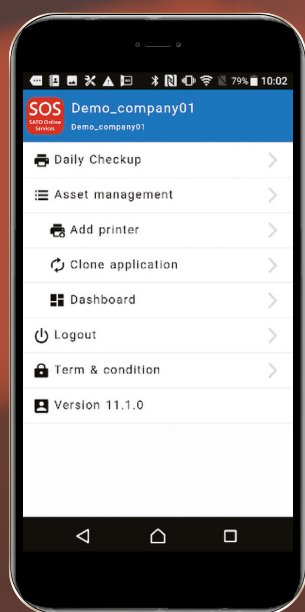 79% 10:02
SOS
SATO Online
Services
Demo_company01
Demo_company01
Daily Checkup
Asset management
Add printer
Clone application
Dashboard
Logout
Term & condition
Version 11.1.0